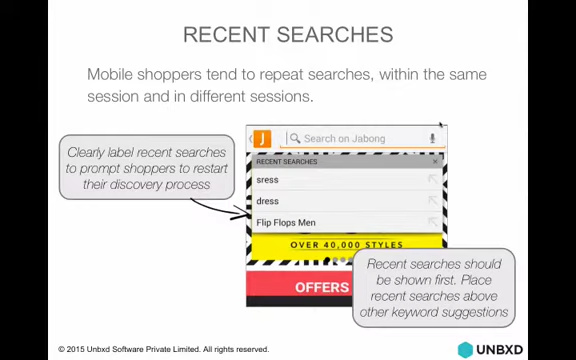 RECENT SEARCHES
Mobile shoppers tend to repeat searches, within the same
session and in different sessions.
Clearly label recent searches
to prompt shoppers to restart
their discovery process
J
Search on Jabong
RECENT SEARCHES
sress
dress
Flip Flops Men
OVER 40,000 STYLES
OFFERS
Recent searches should
be shown first. Place
recent searches above
other keyword suggestions
© 2015 Unbxd Software Private Limited. All rights reserved.
UNBXD